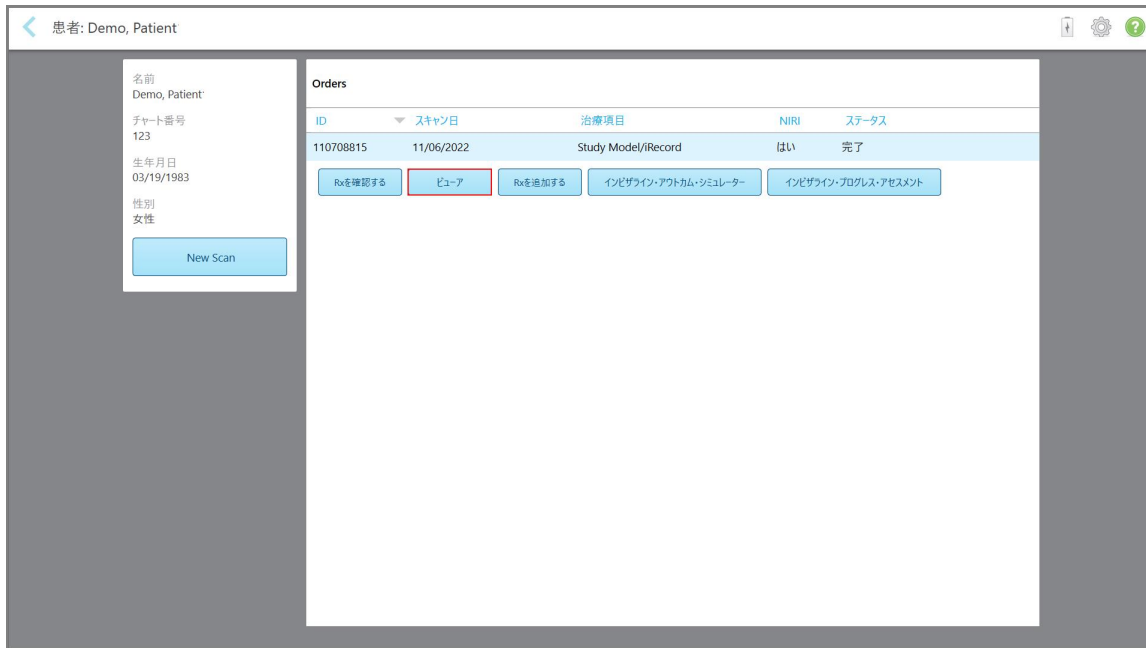 患者: Demo, Patient
名前
Demo, Patient
チャート番号
123
生年月日
03/19/1983
性別
女性
New Scan
Orders
ID スキャン日 治療項目 NIRI ステータス
110708815 11/06/2022 Study Model/iRecord はい 完了
Rxを確認する ビューア Rxを追加する インビザライン・アウトカム・シミュレーター インビザライン・プログレス・アセスメント